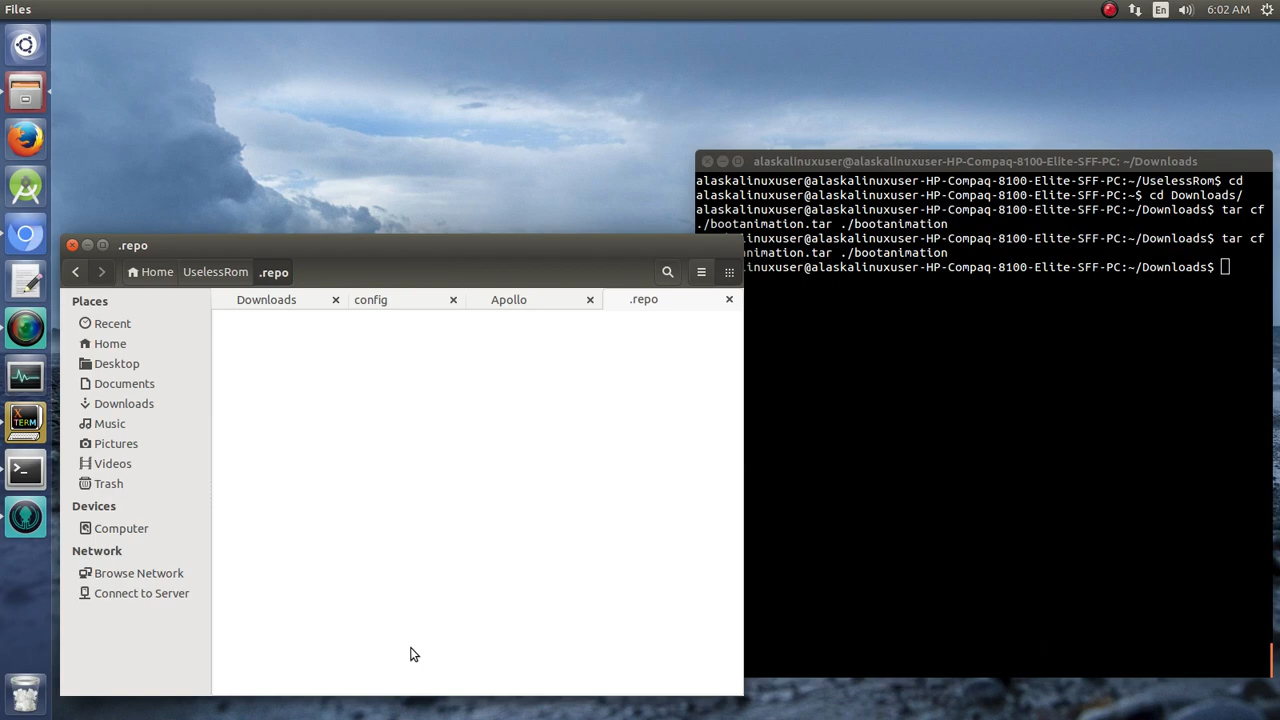 Files
En
6:02 AM
alaskalinuxuser@alaskalinuxuser-HP-Compaq-8100-Elite-SFF-PC: ~/Downloads
alaskalinuxuser@alaskalinuxuser-HP-Compaq-8100-Elite-SFF-PC:~/UselessRom$ cd
alaskalinuxuser@alaskalinuxuser-HP-Compaq-8100-Elite-SFF-PC:~$ cd Downloads/
alaskalinuxuser@alaskalinuxuser-HP-Compaq-8100-Elite-SFF-PC:~/Downloads$ tar cf
./bootanimation.tar ./bootanimation
inuxuser@alaskalinuxuser-HP-Compaq-8100-Elite-SFF-PC:~/Downloads$ tar cf
animation.tar ./bootanimation
inuxuser@alaskalinuxuser-HP-Compaq-8100-Elite-SFF-PC:~/Downloads$
.repo
Home UselessRom .repo
Downloads config Apollo .repo
Places
Recent
Home
Desktop
Documents
Downloads
Music
Pictures
Videos
Trash
Devices
Computer
Network
Browse Network
Connect to Server
X
TERM